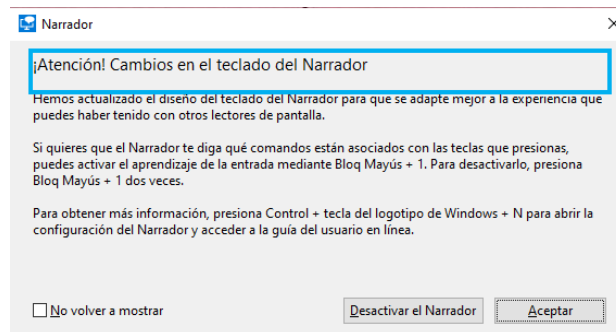 Narrador
¡Atención! Cambios en el teclado del Narrador
Hemos actualizado el diseño del teclado del Narrador para que se adapte mejor a la experiencia que
puedes haber tenido con otros lectores de pantalla.
Si quieres que el Narrador te diga qué comandos están asociados con las teclas que presionas,
puedes activar el aprendizaje de la entrada mediante Bloq Mayús + 1. Para desactivarlo, presiona
Bloq Mayús + 1 dos veces.
Para obtener más información, presiona Control + tecla del logotipo de Windows + N para abrir la
configuración del Narrador y acceder a la guía del usuario en línea.
No volver a mostrar
Desactivar el Narrador
Aceptar